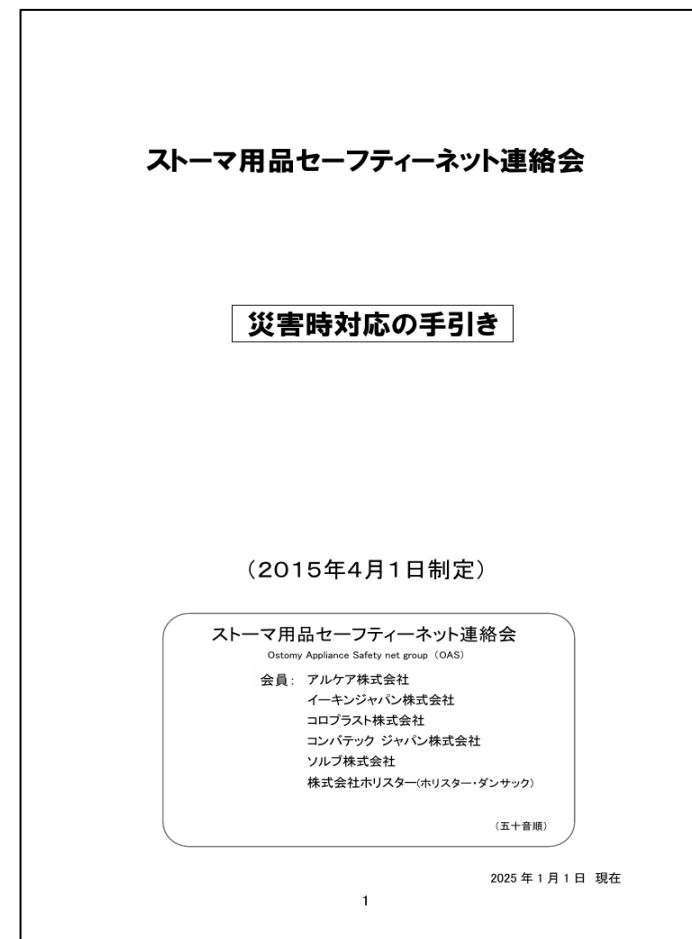 ストーマ用品セーフティーネット連絡会
災害時対応の手引き
（２０１５年４月１日制定）
ストーマ用品セーフティーネット連絡会
Ostomy Appliance Safety net group（OAS）
会員： アルケア株式会社
イーキンジャパン株式会社
コロプラスト株式会社
コンバテック ジャパン株式会社
ソルブ株式会社
株式会社ホリスター(ホリスター・ダンサック)
（五十音順）
2025 年 1 月 1 日 現在
1